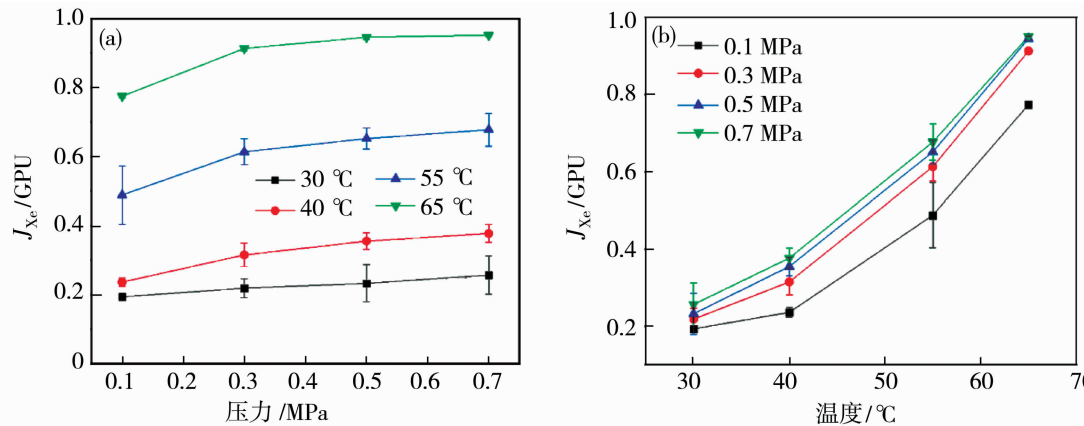 (a)
1.0
0.8
0.6
0.4
0.2
0
J_Xe/GPU
30 ℃
55 ℃
40 ℃
65 ℃
0.1 0.2 0.3 0.4 0.5 0.6 0.7
压力/MPa
(b)
1.0
0.8
0.6
0.4
0.2
J_Xe/GPU
0.1 MPa
0.3 MPa
0.5 MPa
0.7 MPa
30 40 50 60 70
温度/℃